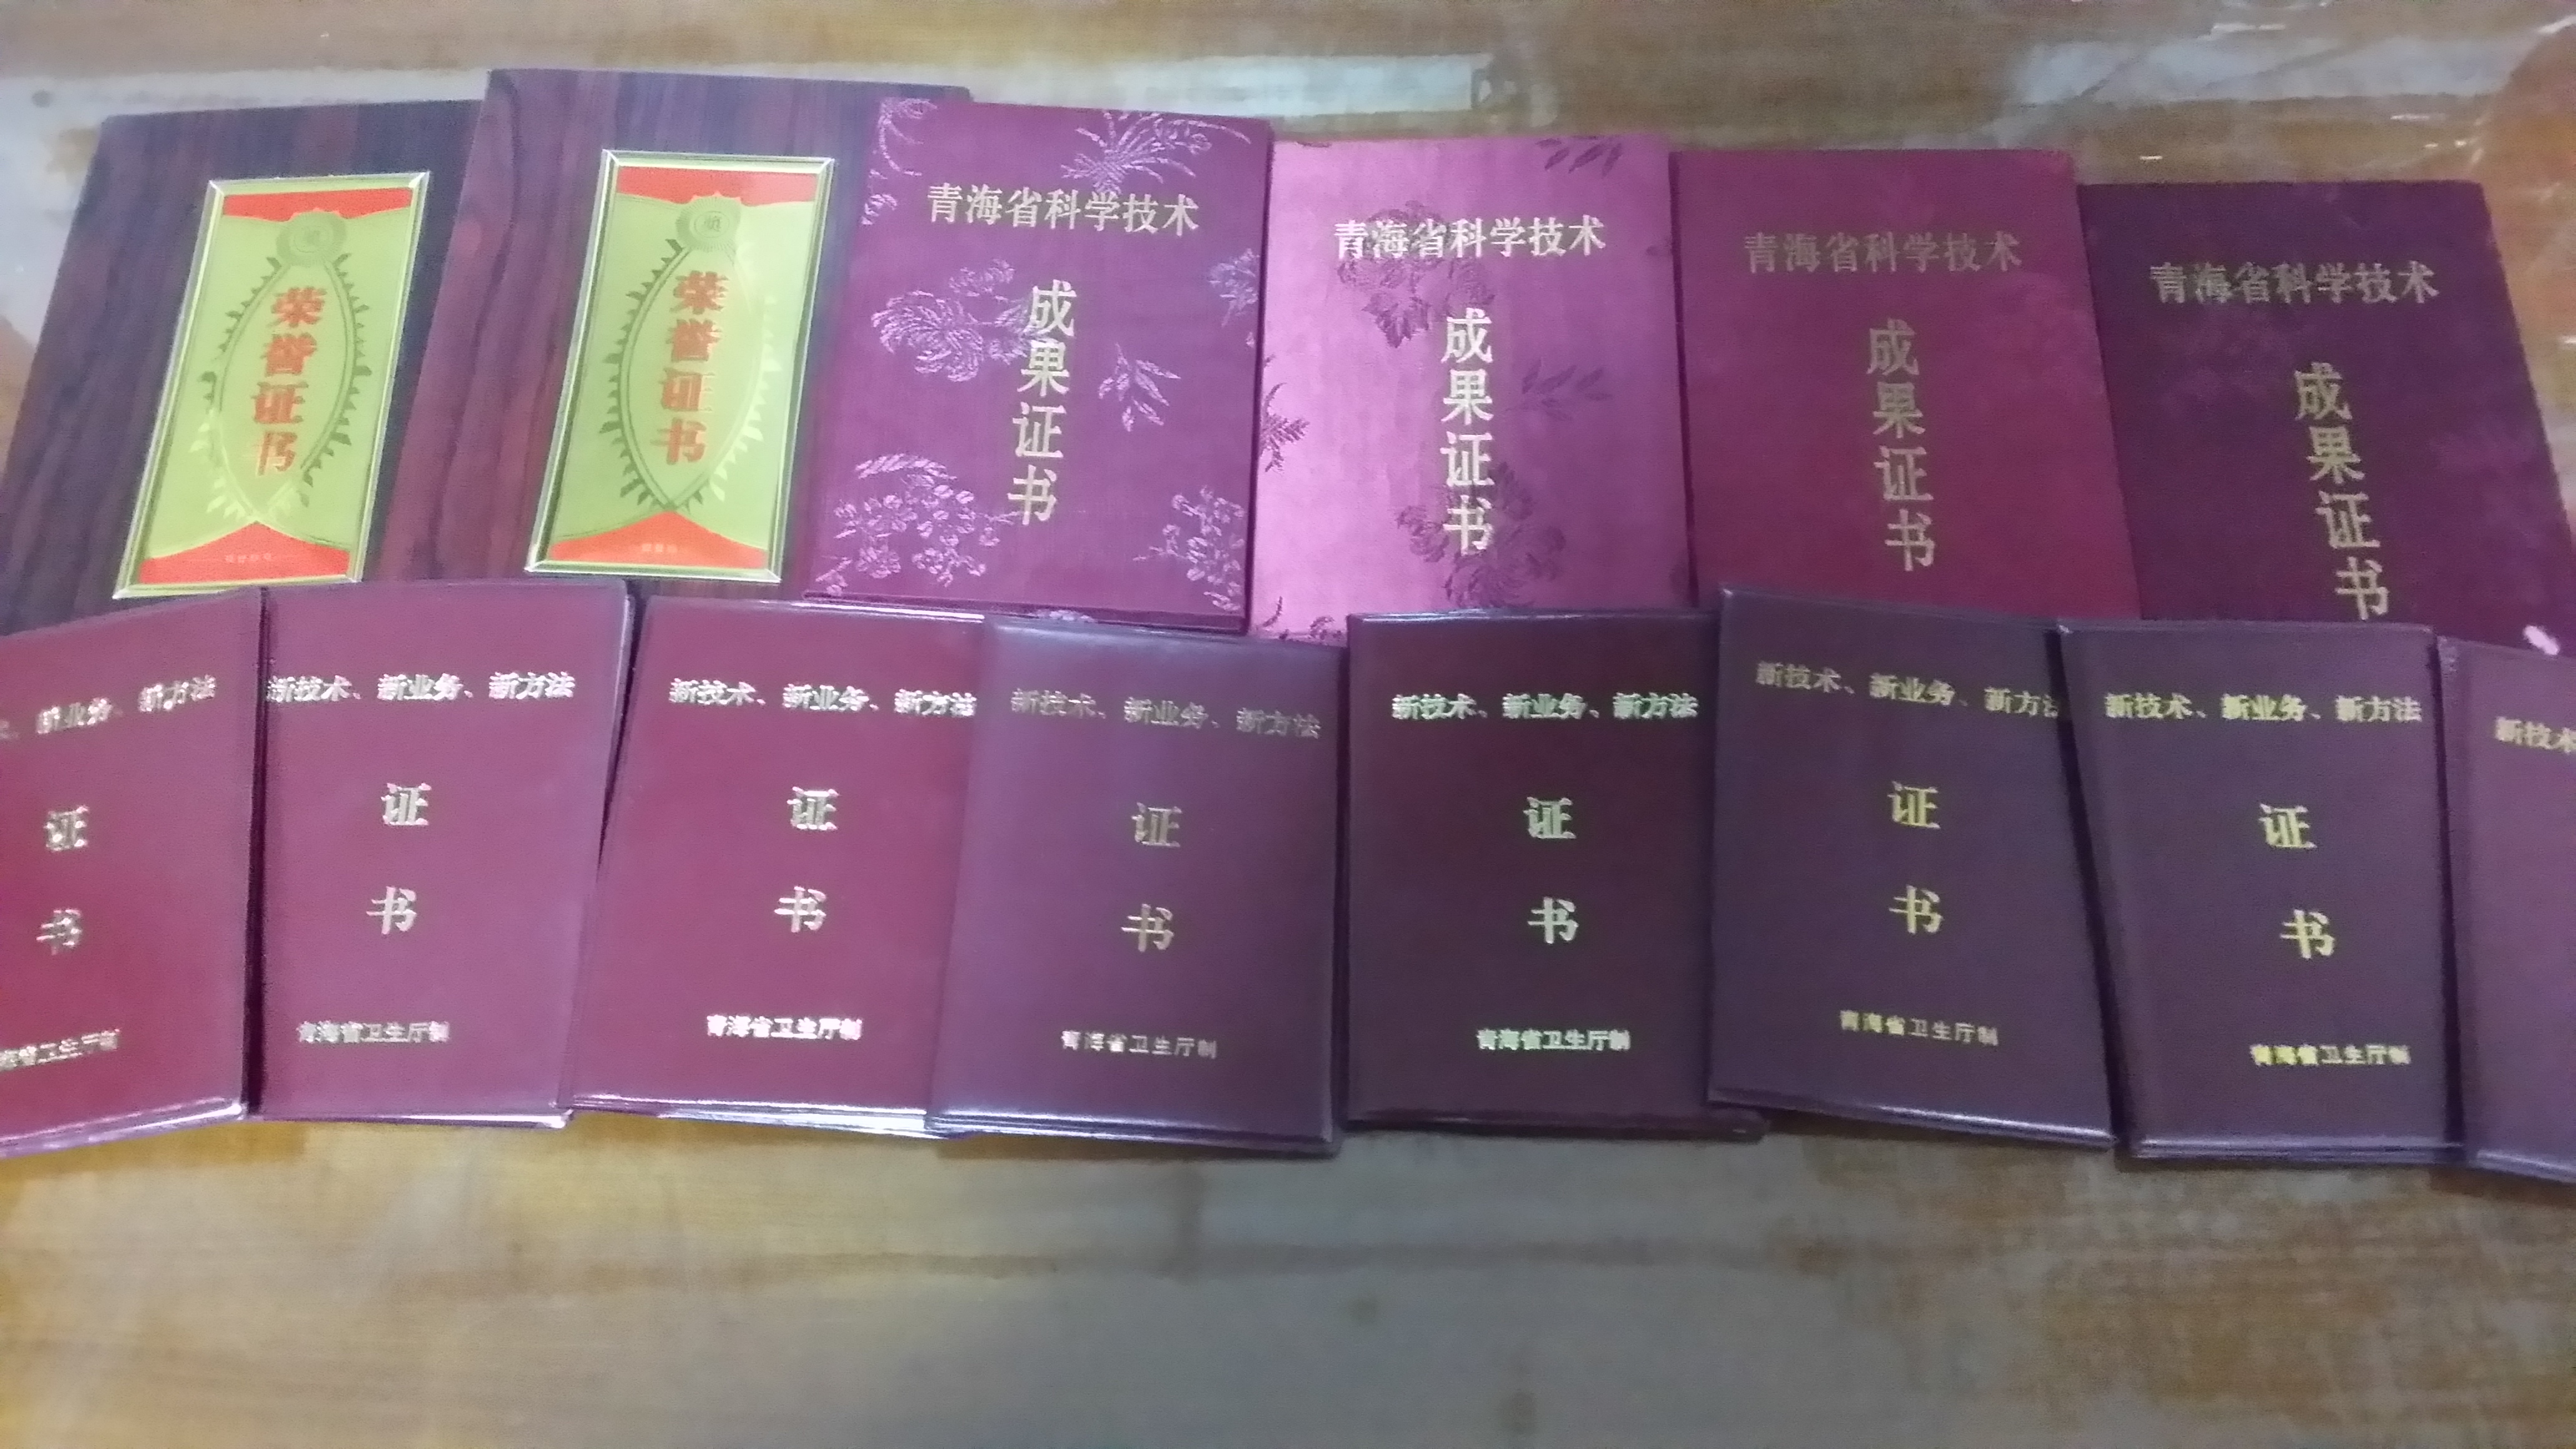 荣誉证书
荣誉证书
青海省科学技术
成果证书
青海省科学技术
成果证书
青海省科学技术
成果证书
青海省科学技术
成果证书
、新业务、新方法
证
书
海省卫生厅制
新技术、新业务、新方法
证
书
青海省卫生厅制
新技术、新业务、新方法
证
书
青海省卫生厅制
新技术、新业务、新方法
证
书
青海省卫生厅制
新技术、新业务、新方法
证
书
青海省卫生厅制
新技术、新业务、新方法
证
书
青海省卫生厅制
新技术、新业务、新方法
证
书
青海省卫生厅制
新技术